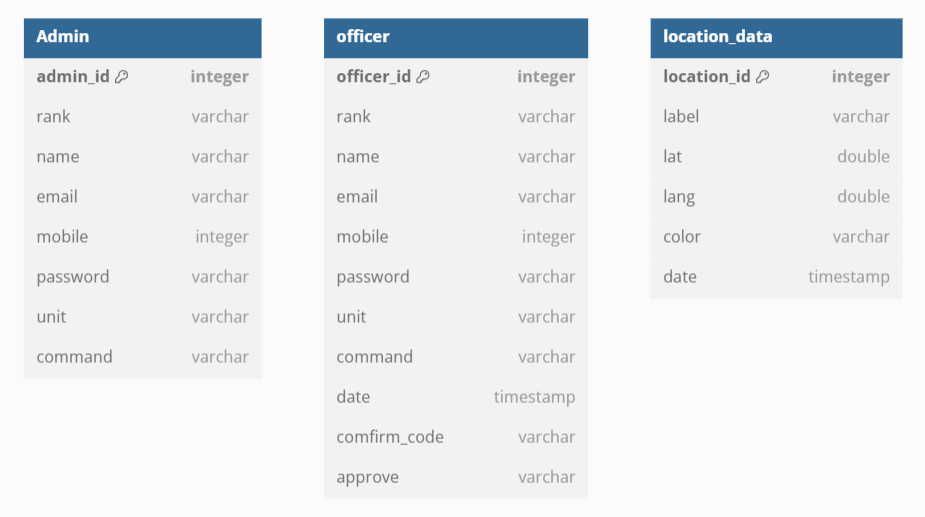 Admin
admin_id integer
rank varchar
name varchar
email varchar
mobile integer
password varchar
unit varchar
command varchar
officer
officer_id integer
rank varchar
name varchar
email varchar
mobile integer
password varchar
unit varchar
command varchar
date timestamp
comfirm_code varchar
approve varchar
location_data
location_id integer
label varchar
lat double
lang double
color varchar
date timestamp